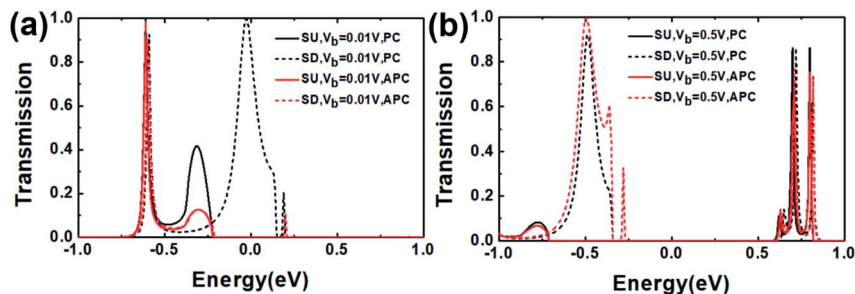 (a)
SU,Vb=0.01V,PC
SD,Vb=0.01V,PC
SU,Vb=0.01V,APC
SD,Vb=0.01V,APC
Transmission
1.0
0.8
0.6
0.4
0.2
0.0
-1.0 -0.5 0.0 0.5 1.0
Energy(eV)
(b)
SU,Vb=0.5V,PC
SD,Vb=0.5V,PC
SU,Vb=0.5V,APC
SD,Vb=0.5V,APC
Transmission
1.0
0.8
0.6
0.4
0.2
0.0
-1.0 -0.5 0.0 0.5 1.0
Energy(eV)